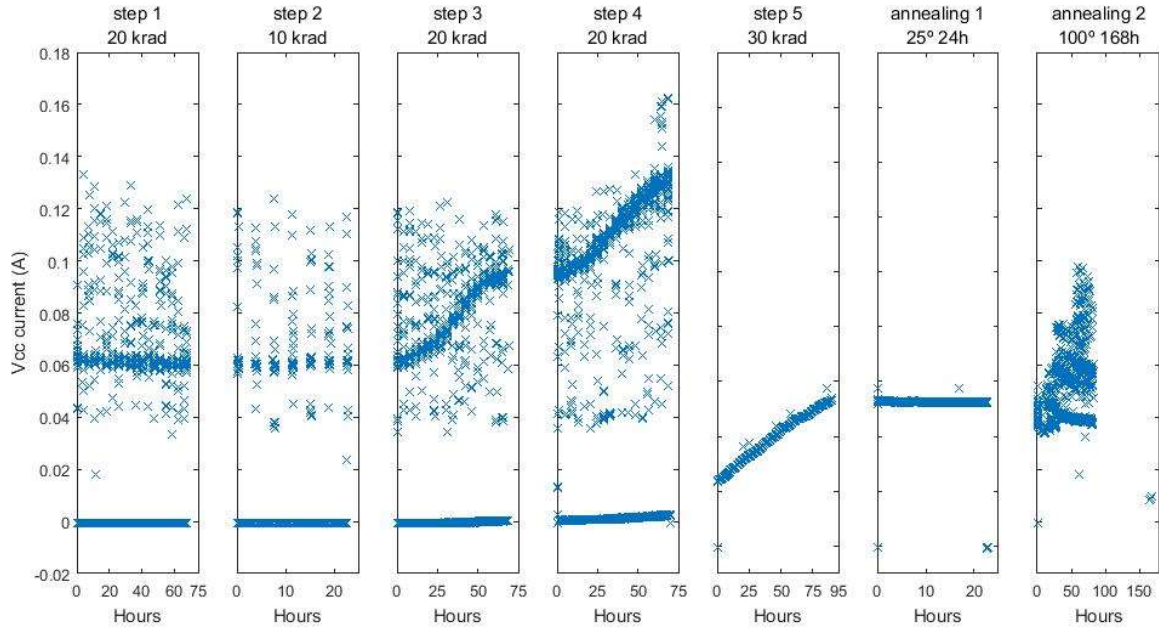 step 1
20 krad
step 2
10 krad
step 3
20 krad
step 4
20 krad
step 5
30 krad
annealing 1
25º 24h
annealing 2
100º 168h
Vcc current (A)
0.18
0.16
0.14
0.12
0.1
0.08
0.06
0.04
0.02
0
-0.02
0 20 40 60 75
0 10 20
0 25 50 75
0 25 50 75
0 25 50 75 95
0 10 20
0 50 100 150
Hours
Hours
Hours
Hours
Hours
Hours
Hours